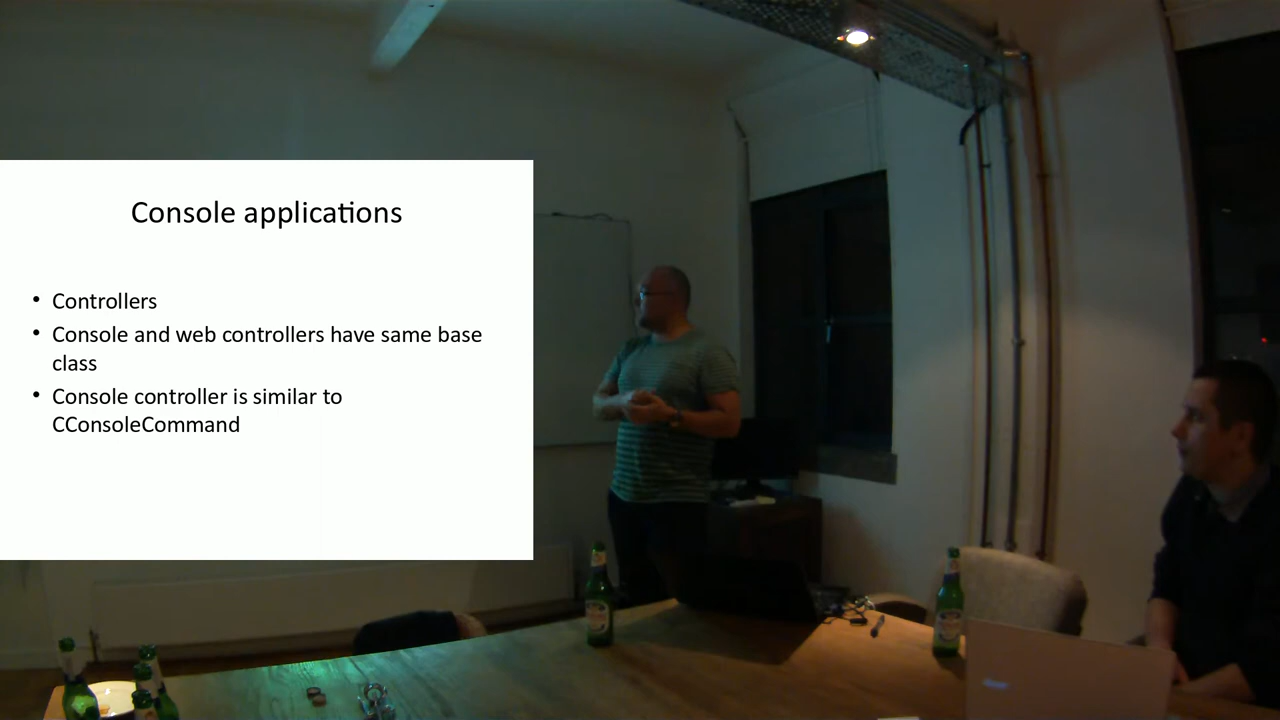 Console applications
• Controllers
• Console and web controllers have same base
class
• Console controller is similar to
CConsoleCommand